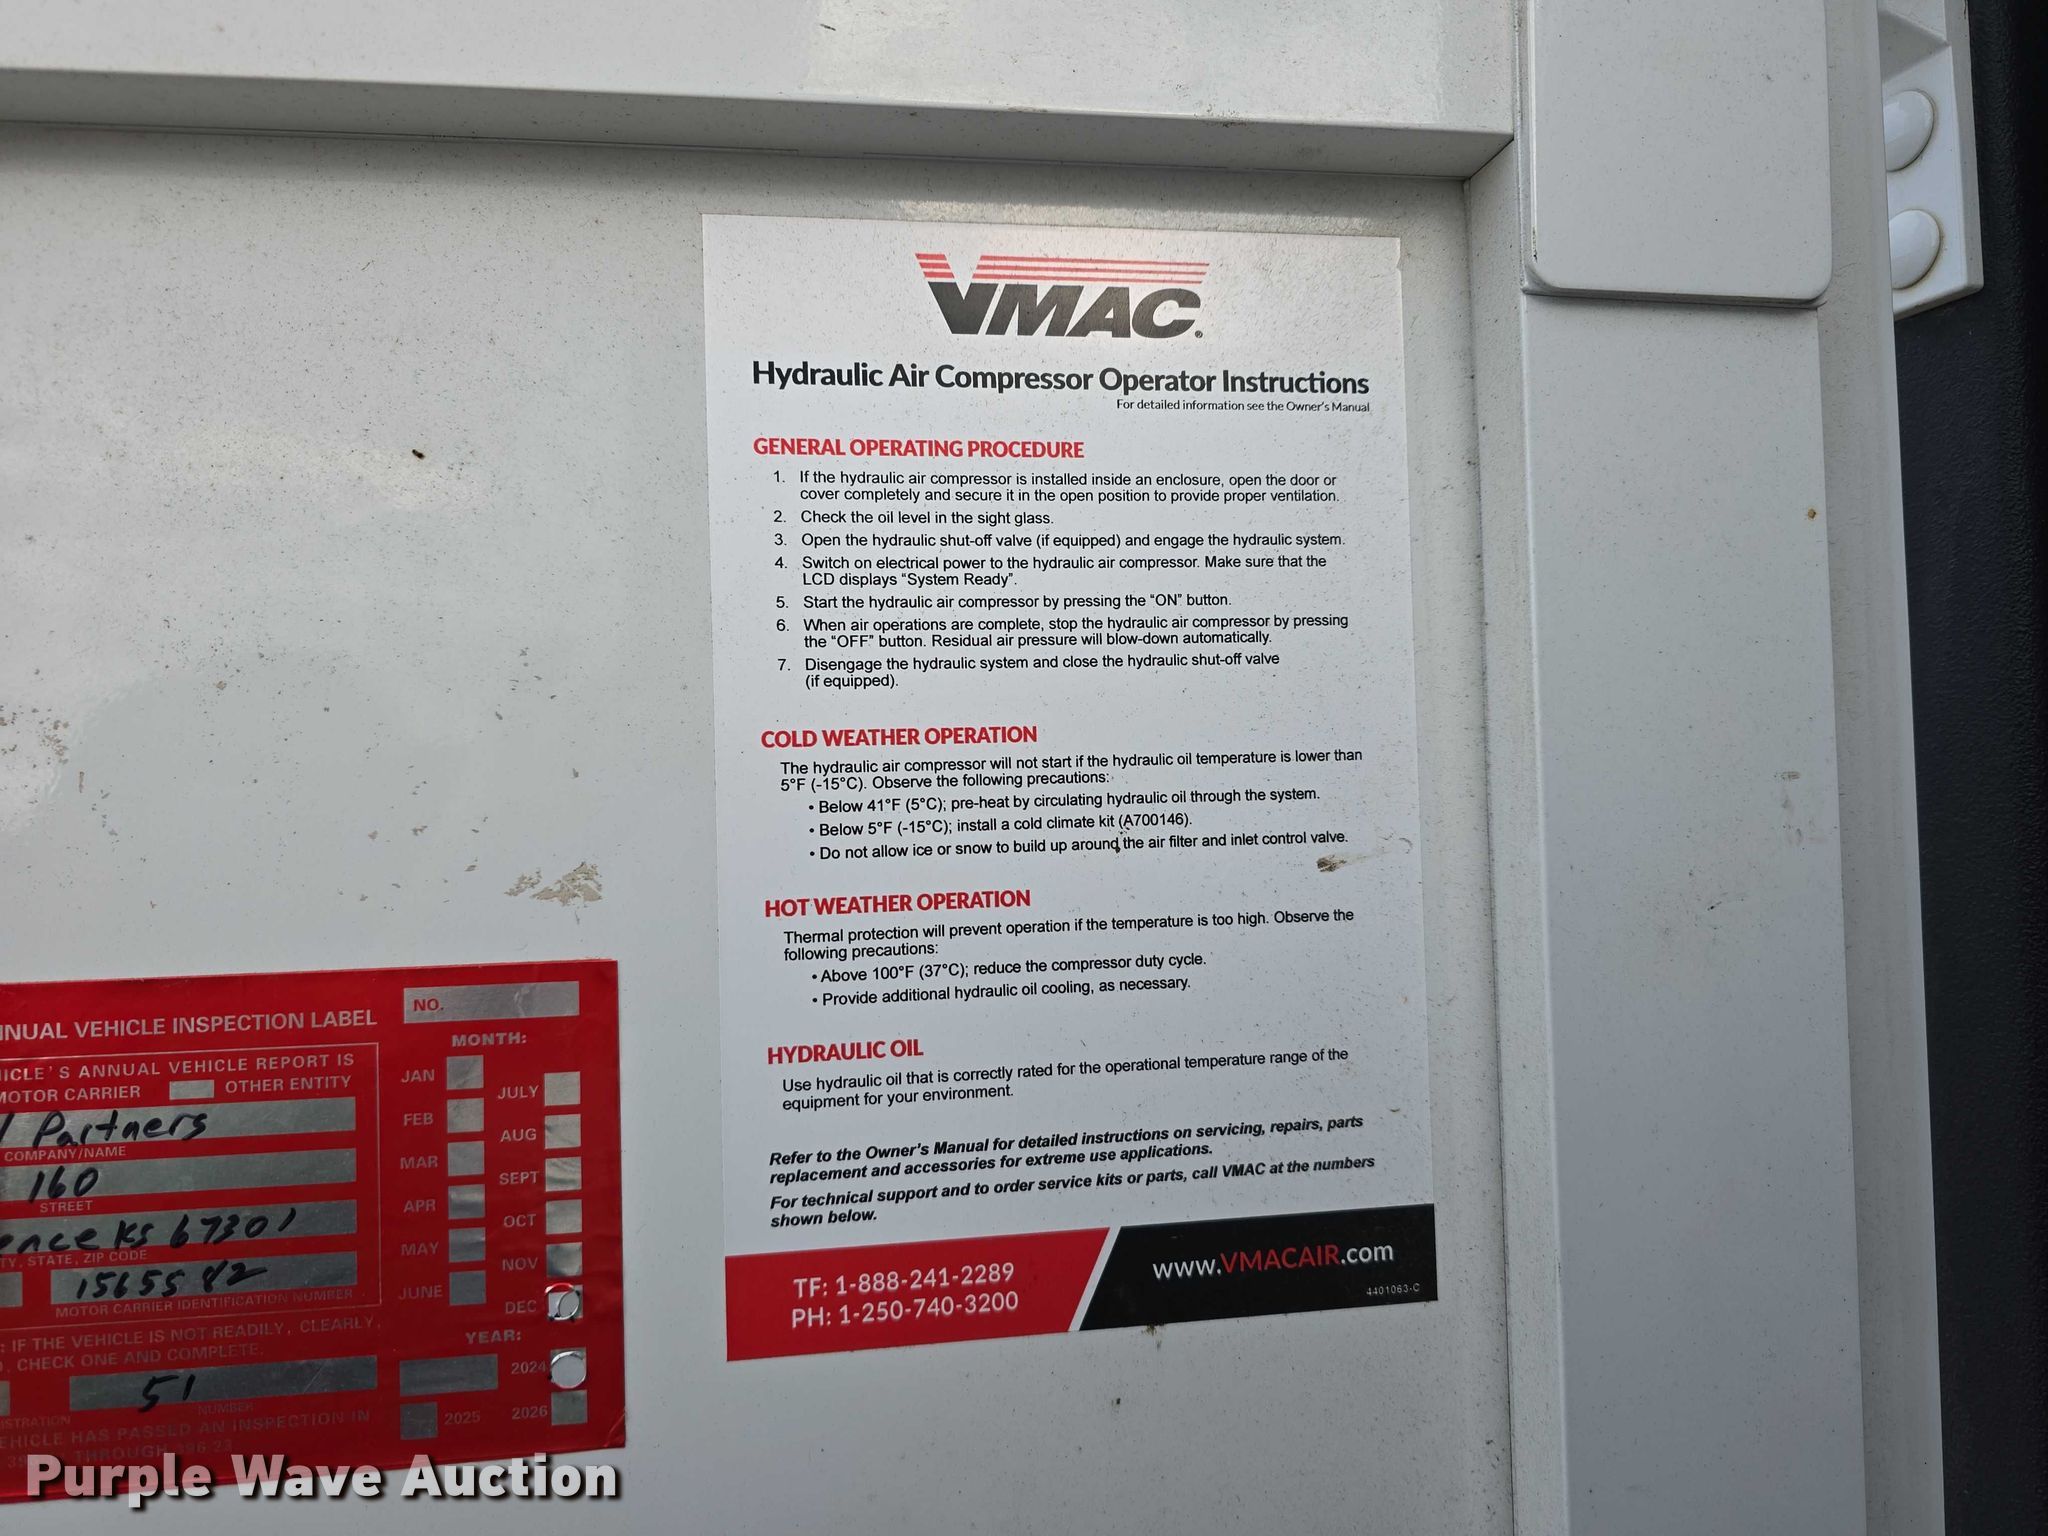 VMAC®
Hydraulic Air Compressor Operator Instructions
For detailed information see the Owner's Manual
GENERAL OPERATING PROCEDURE
1. If the hydraulic air compressor is installed inside an enclosure, open the door or
cover completely and secure it in the open position to provide proper ventilation.
2. Check the oil level in the sight glass.
3. Open the hydraulic shut-off valve (if equipped) and engage the hydraulic system.
4. Switch on electrical power to the hydraulic air compressor. Make sure that the
LCD displays "System Ready".
5. Start the hydraulic air compressor by pressing the "ON" button.
6. When air operations are complete, stop the hydraulic air compressor by pressing
the "OFF" button. Residual air pressure will blow-down automatically.
7. Disengage the hydraulic system and close the hydraulic shut-off valve
(if equipped).
COLD WEATHER OPERATION
The hydraulic air compressor will not start if the hydraulic oil temperature is lower than
5°F (-15°C). Observe the following precautions:
• Below 41°F (5°C); pre-heat by circulating hydraulic oil through the system.
• Below 5°F (-15°C); install a cold climate kit (A700146).
• Do not allow ice or snow to build up around the air filter and inlet control valve.
HOT WEATHER OPERATION
Thermal protection will prevent operation if the temperature is too high. Observe the
following precautions:
• Above 100°F (37°C); reduce the compressor duty cycle.
• Provide additional hydraulic oil cooling, as necessary.
HYDRAULIC OIL
Use hydraulic oil that is correctly rated for the operational temperature range of the
equipment for your environment.
Refer to the Owner's Manual for detailed instructions on servicing, repairs, parts
replacement and accessories for extreme use applications.
For technical support and to order service kits or parts, call VMAC at the numbers
shown below.
TF: 1-888-241-2289
PH: 1-250-740-3200
www.VMACAIR.com
4401063-C
NNUAL VEHICLE INSPECTION LABEL
NO.
HICLE'S ANNUAL VEHICLE REPORT IS
MOTOR CARRIER OTHER ENTITY
Partners
COMPANY/NAME
160
STREET
ence KS 67301
TY, STATE, ZIP CODE
1565582
MOTOR CARRIER IDENTIFICATION NUMBER
: IF THE VEHICLE IS NOT READILY, CLEARLY,
, CHECK ONE AND COMPLETE.
51
ISTRATION NUMBER
EHICLE HAS PASSED AN INSPECTION IN
THROUGH 396.23
MONTH:
JAN
FEB
MAR
APR
MAY
JUNE
JULY
AUG
SEPT
OCT
NOV
DEC
YEAR:
2024
2025 2026
Purple Wave Auction